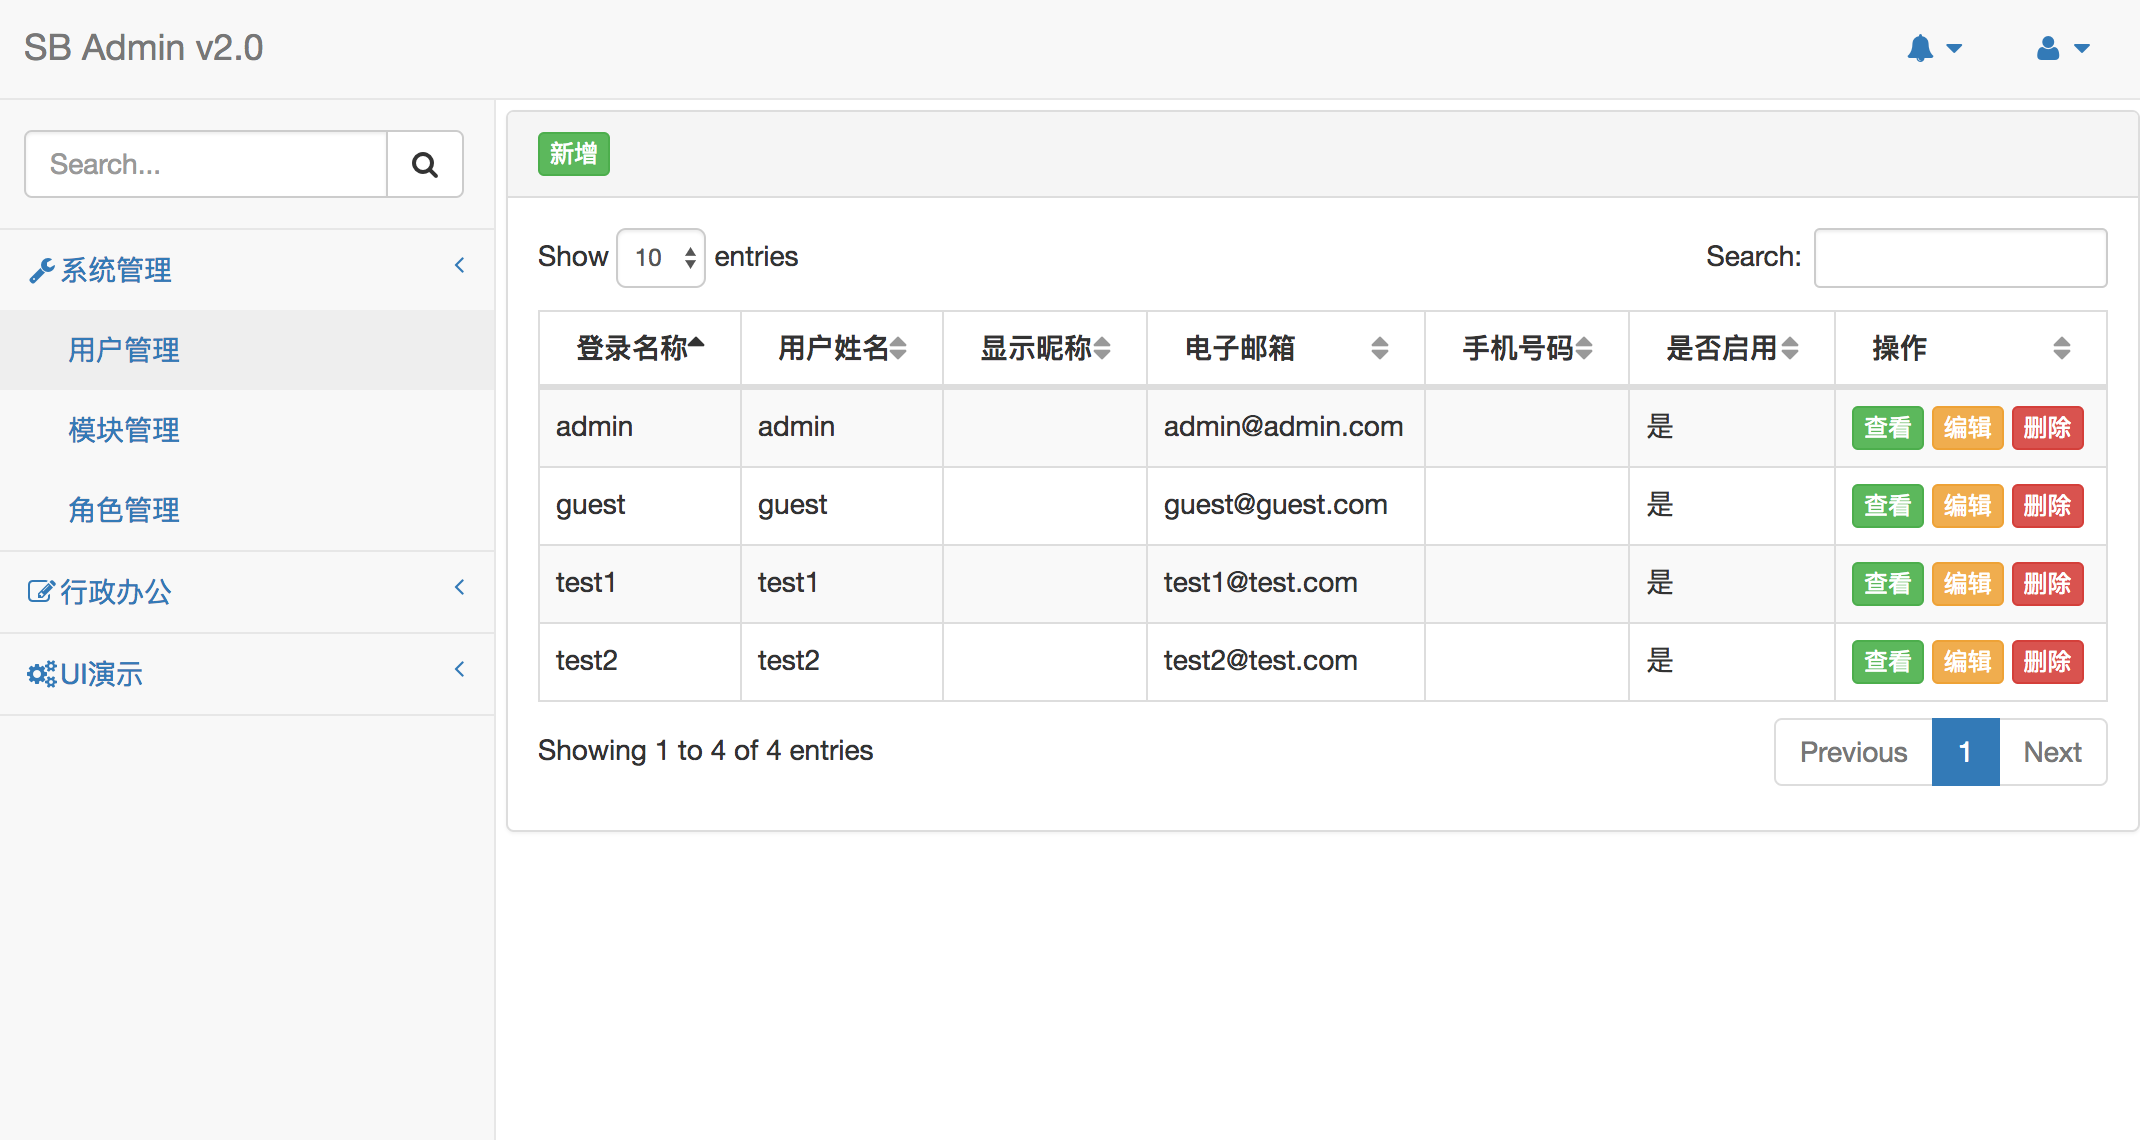 SB Admin v2.0
Search...
系统管理
用户管理
模块管理
角色管理
行政办公
UI演示
新增
Show 10 entries Search:
登录名称 用户姓名 显示昵称 电子邮箱 手机号码 是否启用 操作
admin admin admin@admin.com 是 查看 编辑 删除
guest guest guest@guest.com 是 查看 编辑 删除
test1 test1 test1@test.com 是 查看 编辑 删除
test2 test2 test2@test.com 是 查看 编辑 删除
Showing 1 to 4 of 4 entries Previous 1 Next